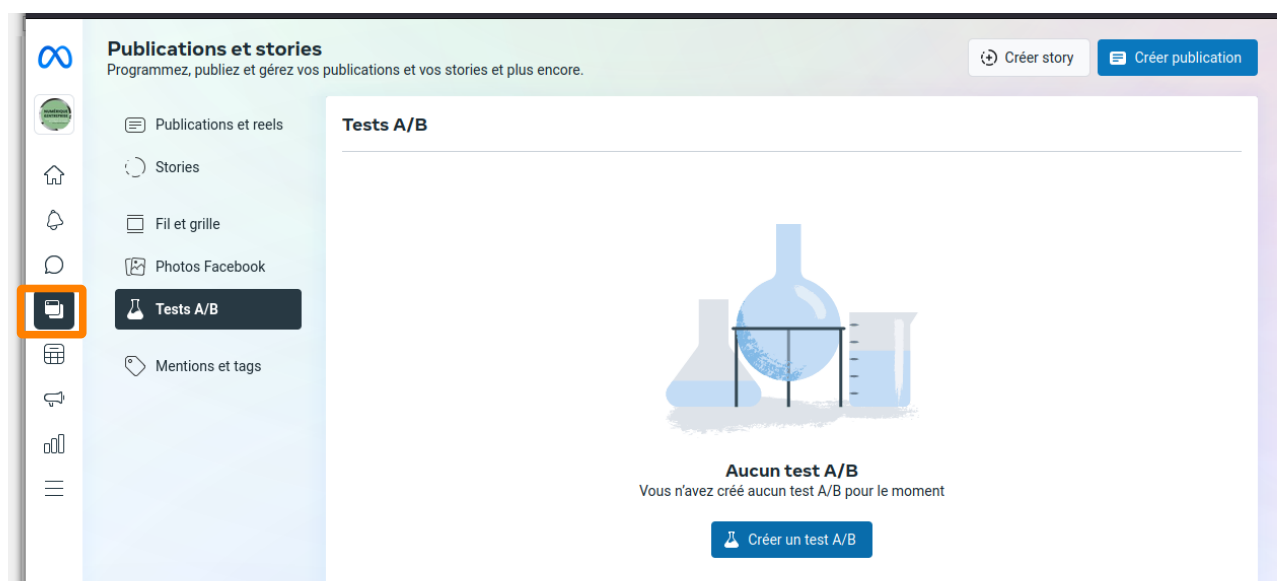 Publications et stories
Programmez, publiez et gérez vos publications et vos stories et plus encore.
Créer story
Créer publication
Publications et reels
Stories
Fil et grille
Photos Facebook
Tests A/B
Mentions et tags
Tests A/B
Aucun test A/B
Vous n'avez créé aucun test A/B pour le moment
Créer un test A/B